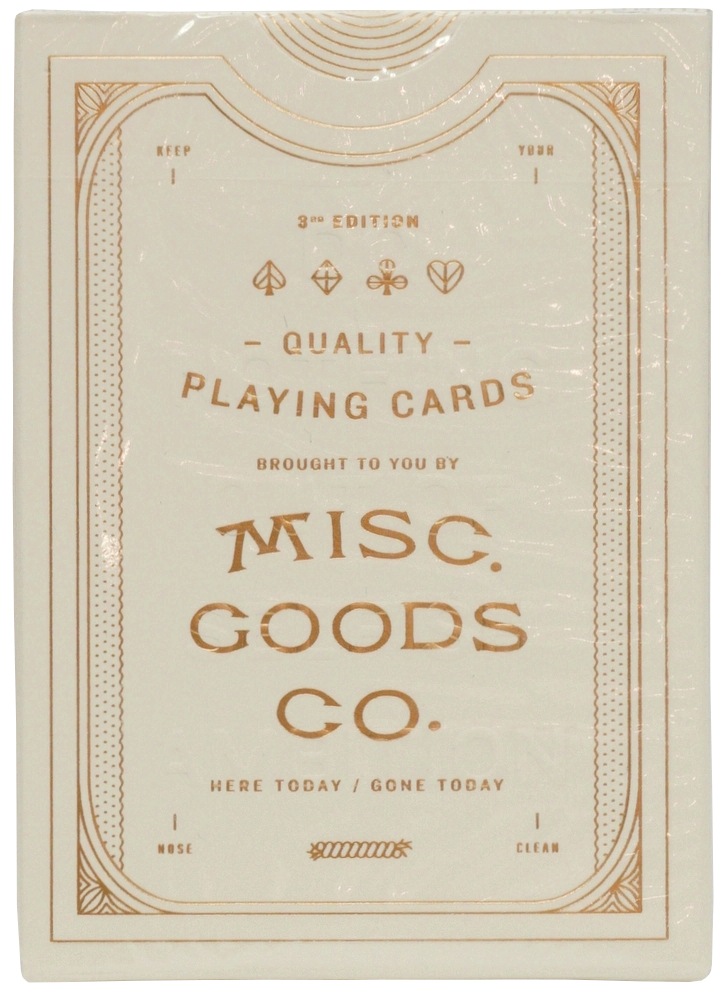 KEEP YOUR
3RD EDITION
– QUALITY –
PLAYING CARDS
BROUGHT TO YOU BY
MISC.
GOODS
CO.
HERE TODAY / GONE TODAY
NOSE CLEAN